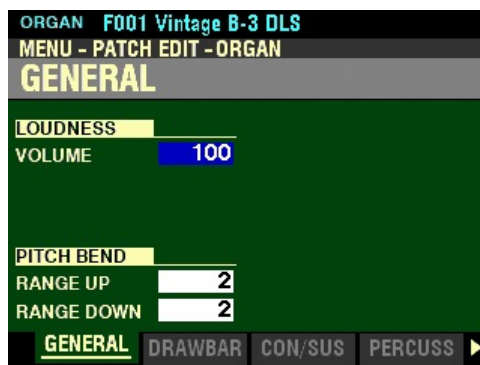 ORGAN F001 Vintage B-3 DLS
MENU - PATCH EDIT - ORGAN
GENERAL
LOUDNESS
VOLUME 100
PITCH BEND
RANGE UP 2
RANGE DOWN 2
GENERAL DRAWBAR CON/SUS PERCUSS